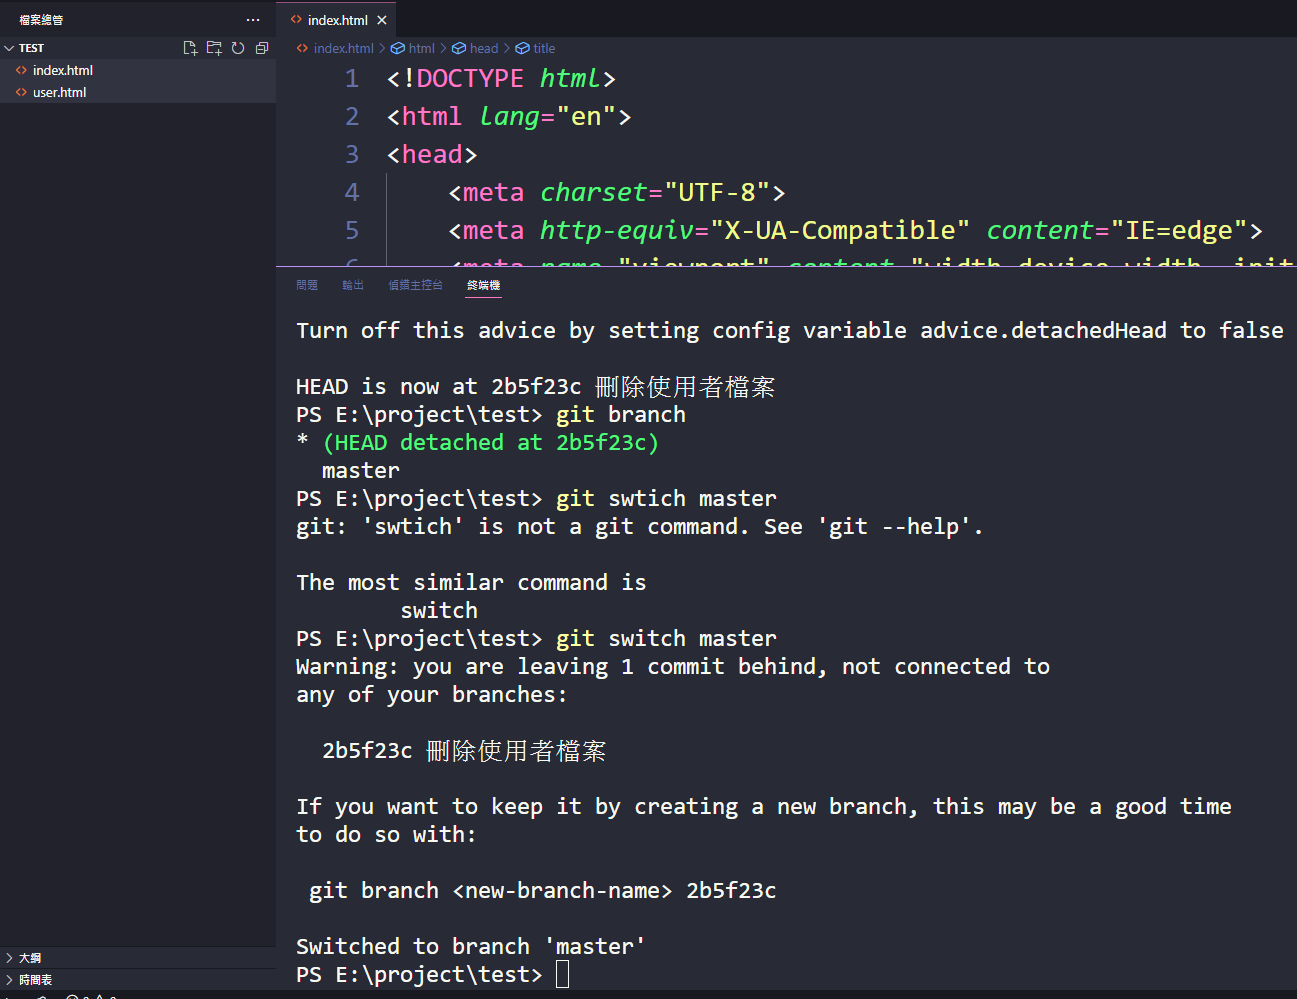 檔案總管
TEST
index.html
user.html
大綱
時間表
index.html
index.html > html > head > title
1 <!DOCTYPE html>
2 <html lang="en">
3 <head>
4 <meta charset="UTF-8">
5 <meta http-equiv="X-UA-Compatible" content="IE=edge">
6 <meta name="viewport" content="width=device-width, init
問題 輸出 偵錯主控台 終端機
Turn off this advice by setting config variable advice.detachedHead to false
HEAD is now at 2b5f23c 刪除使用者檔案
PS E:\project\test> git branch
* (HEAD detached at 2b5f23c)
master
PS E:\project\test> git swtich master
git: 'swtich' is not a git command. See 'git --help'.
The most similar command is
switch
PS E:\project\test> git switch master
Warning: you are leaving 1 commit behind, not connected to
any of your branches:
2b5f23c 刪除使用者檔案
If you want to keep it by creating a new branch, this may be a good time
to do so with:
git branch <new-branch-name> 2b5f23c
Switched to branch 'master'
PS E:\project\test>